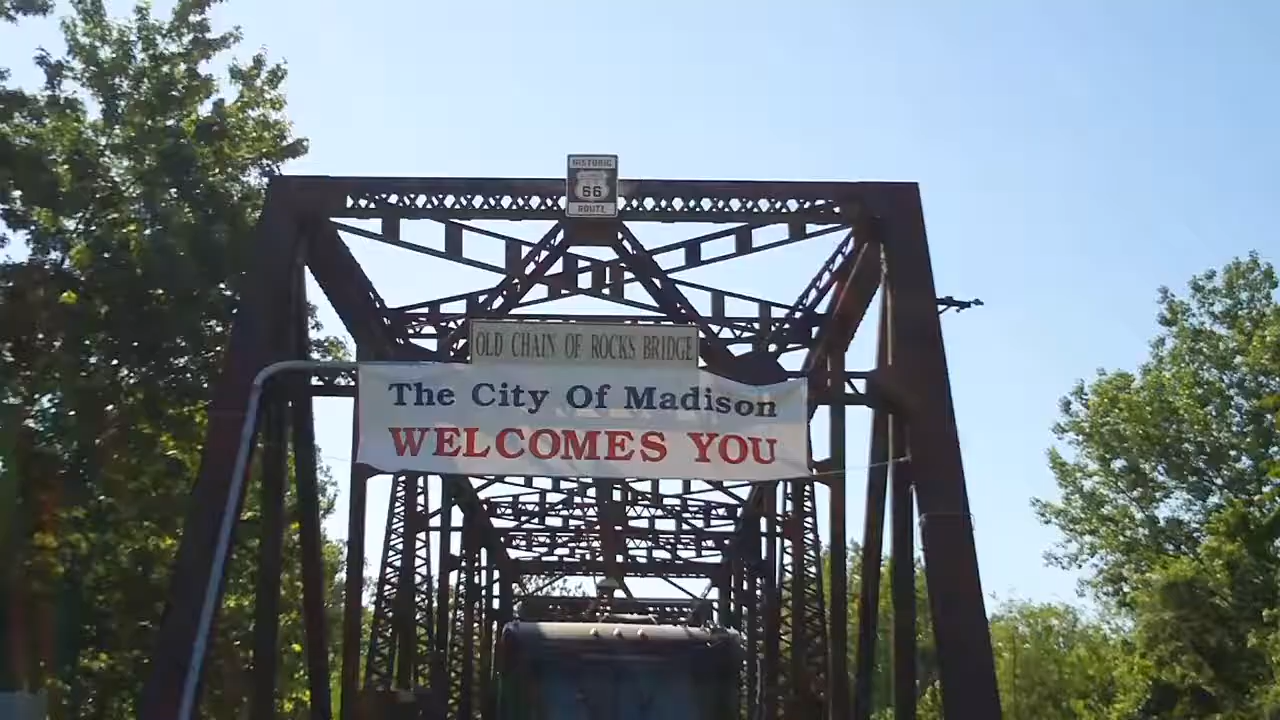 HISTORIC
66
ROUTE
OLD CHAIN OF ROCKS BRIDGE
The City Of Madison
WELCOMES YOU